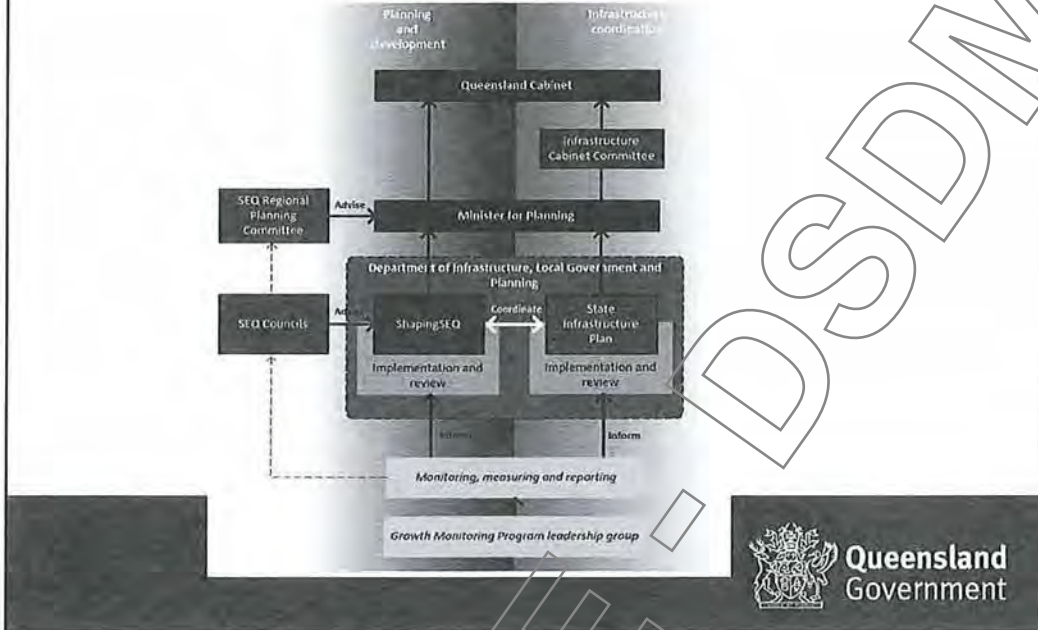 Planning
and
development
Infrastructure
coordination
Queensland Cabinet
Infrastructure
Cabinet Committee
SEQ Regional
Planning
Committee
Advise
Minister for Planning
Department of Infrastructure, Local Government and
Planning
SEQ Councils
Advise
ShapingSEQ
Coordinate
State
Infrastructure
Plan
Implementation and
review
Implementation and
review
Inform
Inform
Monitoring, measuring and reporting
Growth Monitoring Program leadership group
Queensland
Government
- DSDM